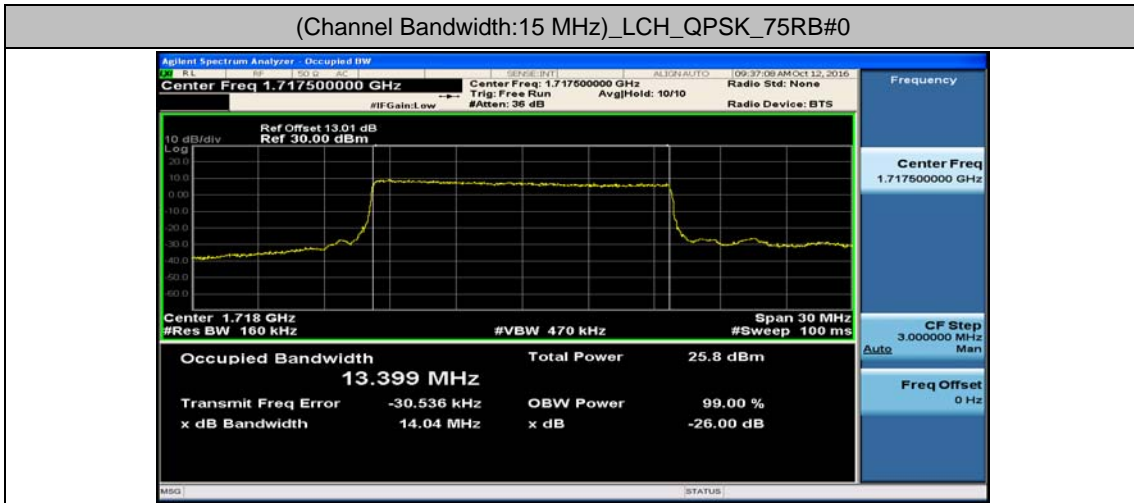 (Channel Bandwidth:15 MHz)_LCH_QPSK_75RB#0
Agilent Spectrum Analyzer - Occupied BW
LXI RL RF 50 Ω AC SENSE:INT ALIGN AUTO 09:37:08 AM Oct 12, 2016
Center Freq 1.717500000 GHz Center Freq: 1.717500000 GHz Radio Std: None Frequency
Trig: Free Run Avg|Hold: 10/10
#IFGain:Low #Atten: 36 dB Radio Device: BTS
Ref Offset 13.01 dB
10 dB/div Ref 30.00 dBm
Log
20.0
10.0
0.00
-10.0
-20.0
-30.0
-40.0
-50.0
-60.0
Center Freq
1.717500000 GHz
Center 1.718 GHz Span 30 MHz
#Res BW 160 kHz #VBW 470 kHz #Sweep 100 ms
CF Step
3.000000 MHz
Auto Man
Occupied Bandwidth Total Power 25.8 dBm
13.399 MHz
Freq Offset
0 Hz
Transmit Freq Error -30.536 kHz OBW Power 99.00 %
x dB Bandwidth 14.04 MHz x dB -26.00 dB
MSG STATUS